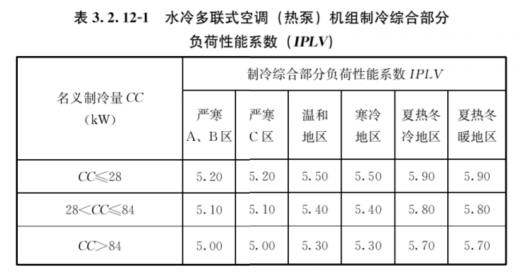 表 3.2.12-1 水冷多联式空调（热泵）机组制冷综合部分
负荷性能系数（IPLV）
名义制冷量 CC
（kW）
制冷综合部分负荷性能系数 IPLV
严寒
A、B 区
严寒
C 区
温和
地区
寒冷
地区
夏热冬
冷地区
夏热冬
暖地区
CC≤28 5.20 5.20 5.50 5.50 5.90 5.90
28<CC≤84 5.10 5.10 5.40 5.40 5.80 5.80
CC>84 5.00 5.00 5.30 5.30 5.70 5.70